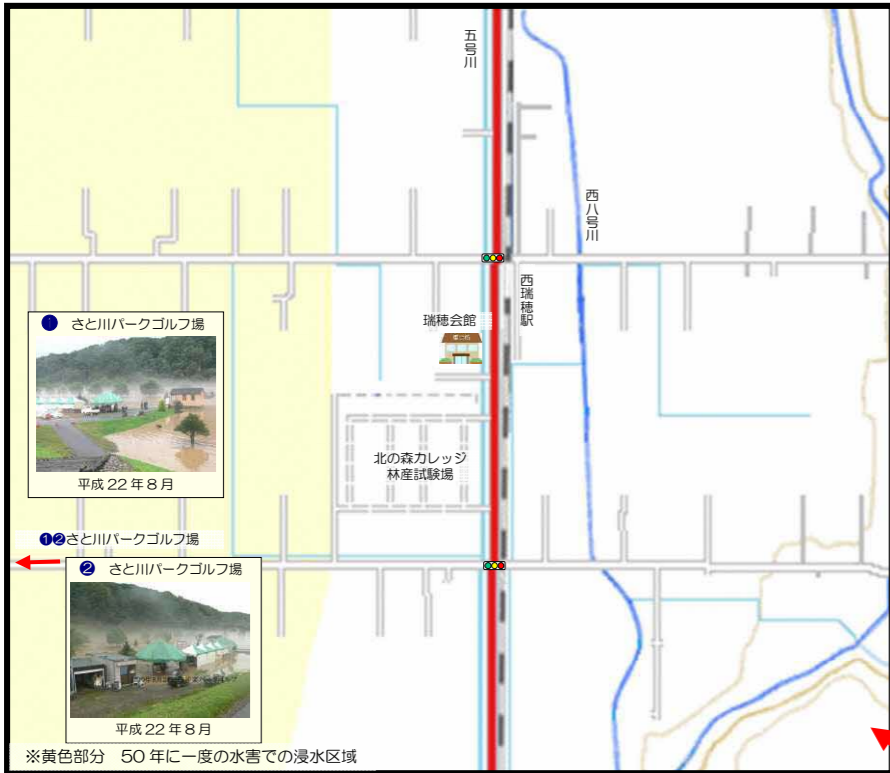 五号川
西八号川
西瑞穂駅
瑞穂会館
❶ さと川パークゴルフ場
平成22年8月
北の森カレッジ
林産試験場
❶❷さと川パークゴルフ場
❷ さと川パークゴルフ場
平成22年8月
※黄色部分 50年に一度の水害での浸水区域